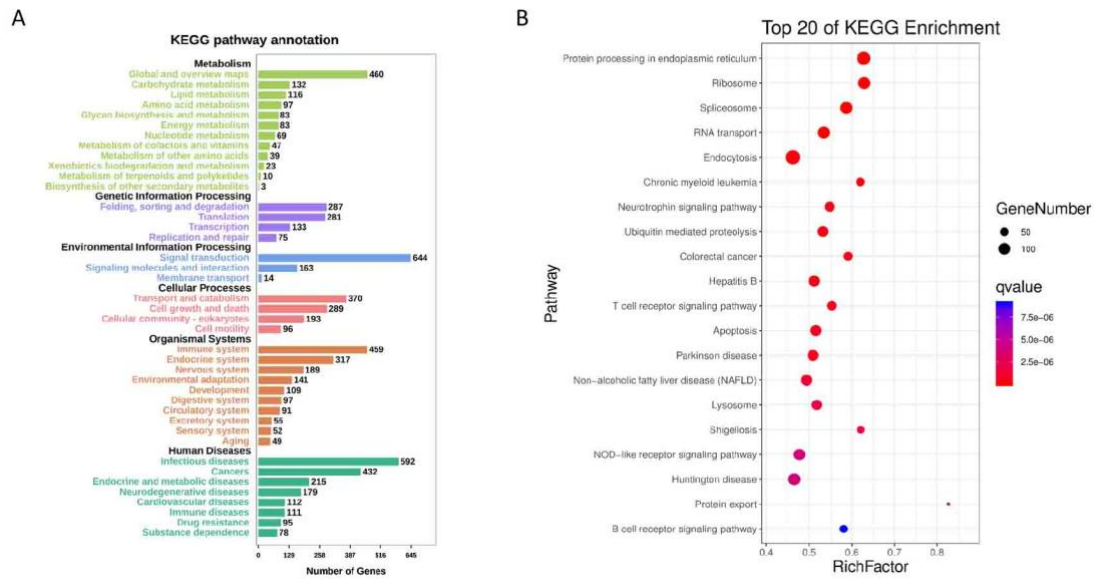 A
KEGG pathway annotation
Metabolism
Global and overview maps 460
Carbohydrate metabolism 132
Lipid metabolism 116
Amino acid metabolism 97
Glycan biosynthesis and metabolism 83
Energy metabolism 83
Nucleotide metabolism 69
Metabolism of cofactors and vitamins 47
Metabolism of other amino acids 39
Xenobiotics biodegradation and metabolism 23
Metabolism of terpenoids and polyketides 10
Biosynthesis of other secondary metabolites 3
Genetic Information Processing
Folding, sorting and degradation 287
Translation 281
Transcription 133
Replication and repair 75
Environmental Information Processing
Signal transduction 644
Signaling molecules and interaction 163
Membrane transport 14
Cellular Processes
Transport and catabolism 370
Cell growth and death 289
Cellular community - eukaryotes 193
Cell motility 96
Organismal Systems
Immune system 459
Endocrine system 317
Nervous system 189
Environmental adaptation 141
Development 109
Digestive system 97
Circulatory system 91
Excretory system 55
Sensory system 52
Aging 49
Human Diseases
Infectious diseases 592
Cancers 432
Endocrine and metabolic diseases 215
Neurodegenerative diseases 179
Cardiovascular diseases 112
Immune diseases 111
Drug resistance 95
Substance dependence 78
0 129 258 387 516 645
Number of Genes
B
Top 20 of KEGG Enrichment
Pathway
Protein processing in endoplasmic reticulum
Ribosome
Spliceosome
RNA transport
Endocytosis
Chronic myeloid leukemia
Neurotrophin signaling pathway
Ubiquitin mediated proteolysis
Colorectal cancer
Hepatitis B
T cell receptor signaling pathway
Apoptosis
Parkinson disease
Non-alcoholic fatty liver disease (NAFLD)
Lysosome
Shigellosis
NOD-like receptor signaling pathway
Huntington disease
Protein export
B cell receptor signaling pathway
0.4 0.5 0.6 0.7 0.8
RichFactor
GeneNumber
50
100
qvalue
7.5e-06
5.0e-06
2.5e-06